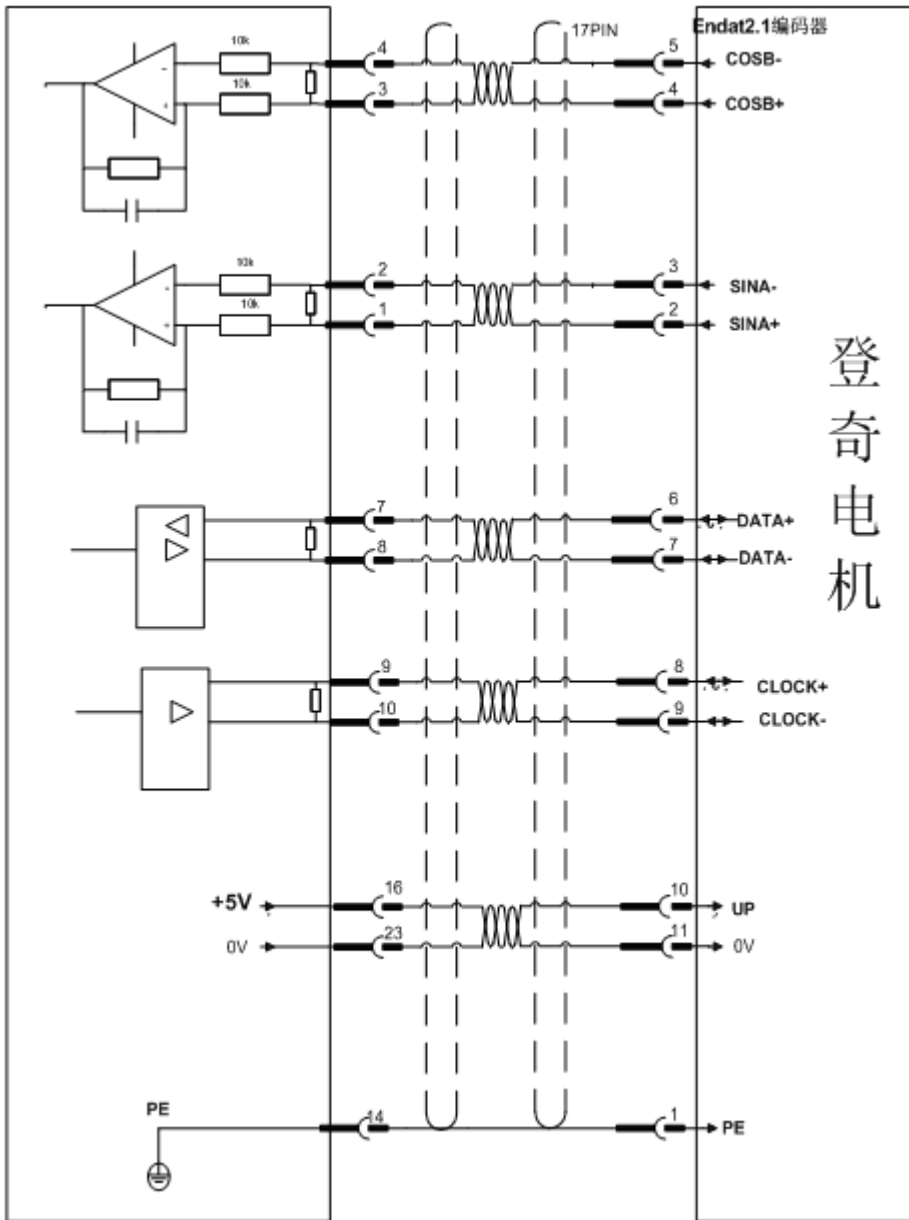 17PIN
Endat2.1编码器
10k
4
5
COSB-
10k
3
4
COSB+
10k
2
3
SINA-
10k
1
2
SINA+
登奇电机
7
6
DATA+
8
7
DATA-
9
8
CLOCK+
10
9
CLOCK-
+5V
16
10
UP
0V
23
11
0V
PE
14
1
PE